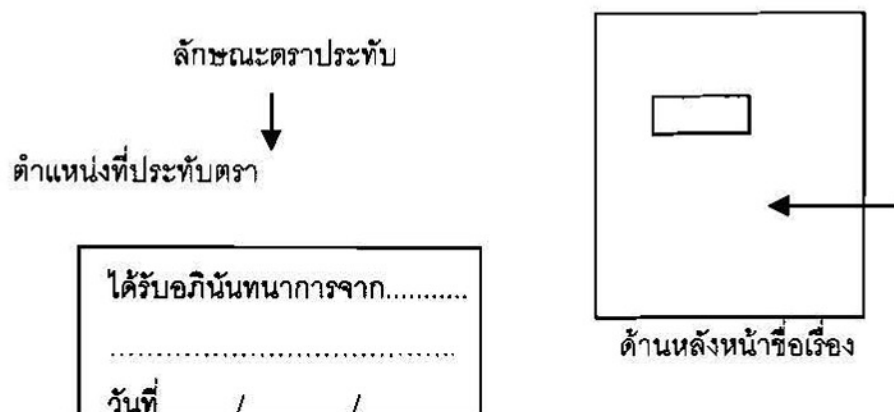 ลักษณะตราประทับ
ตำแหน่งที่ประทับตรา
ได้รับอภินันทนาการจาก...........
........................................
วันที่........./............/............
ด้านหลังหน้าชื่อเรื่อง